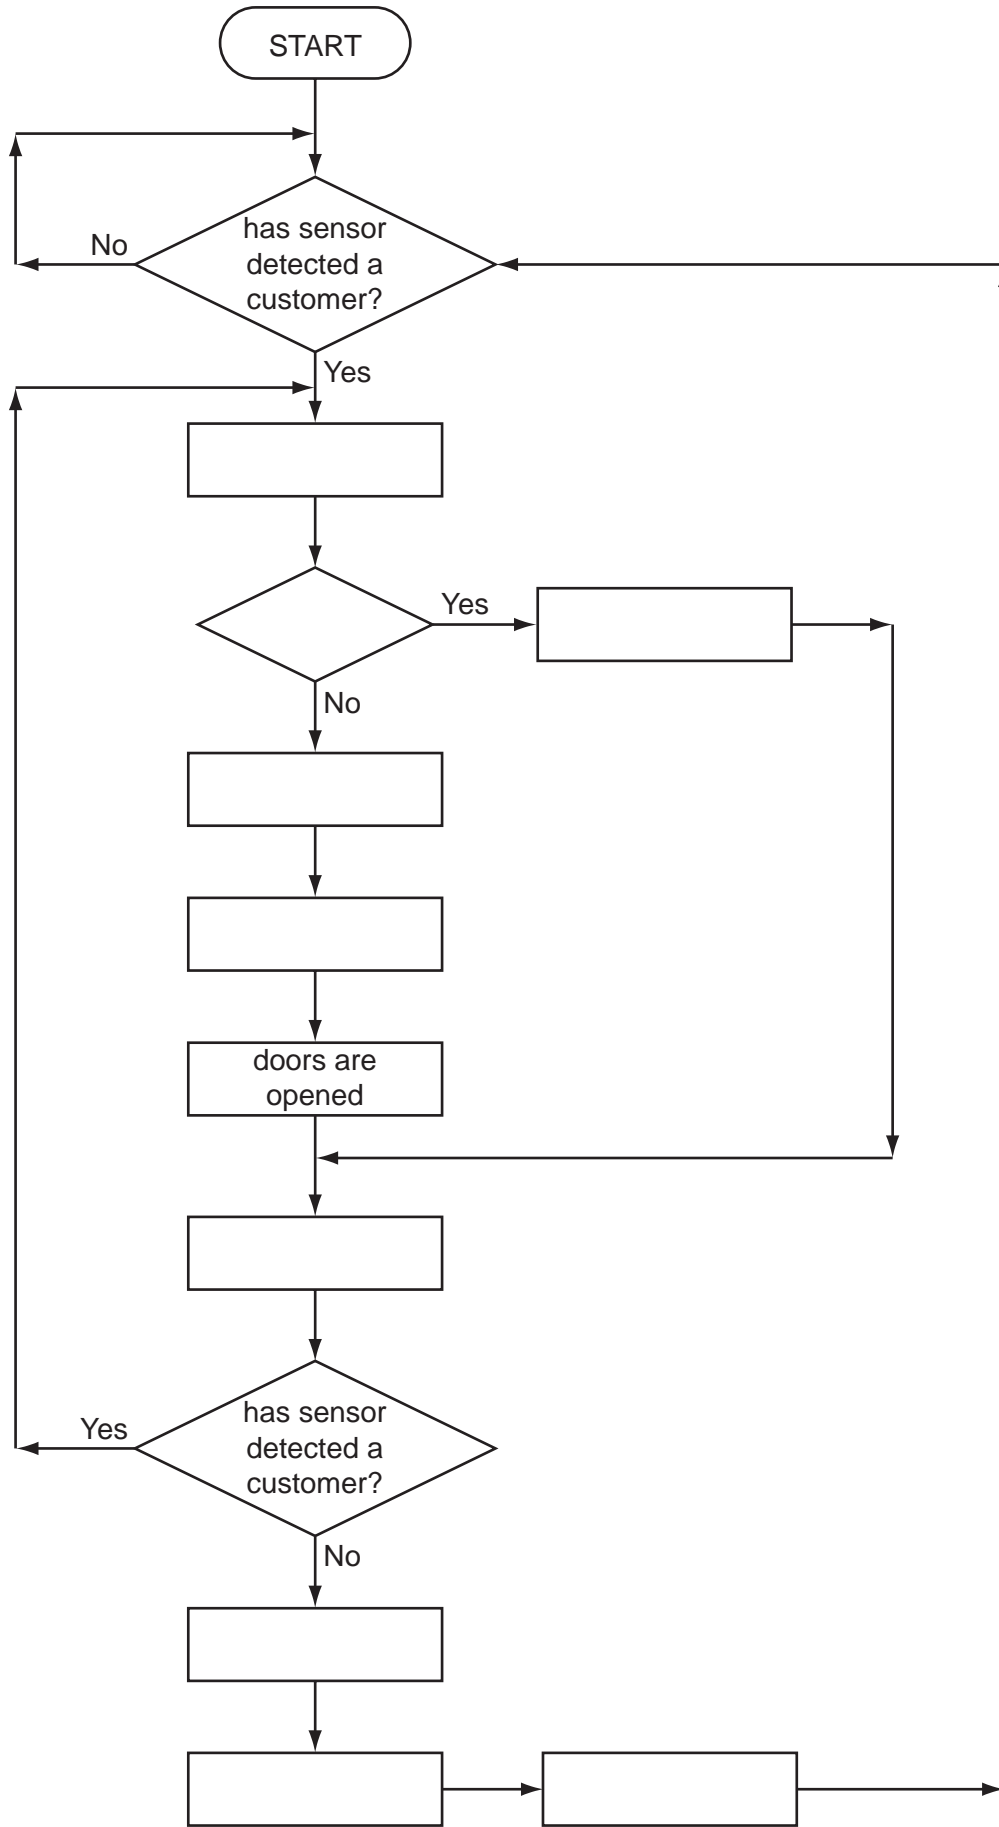 START
has sensor
detected a
customer?
No
Yes
Yes
No
doors are
opened
has sensor
detected a
customer?
Yes
No